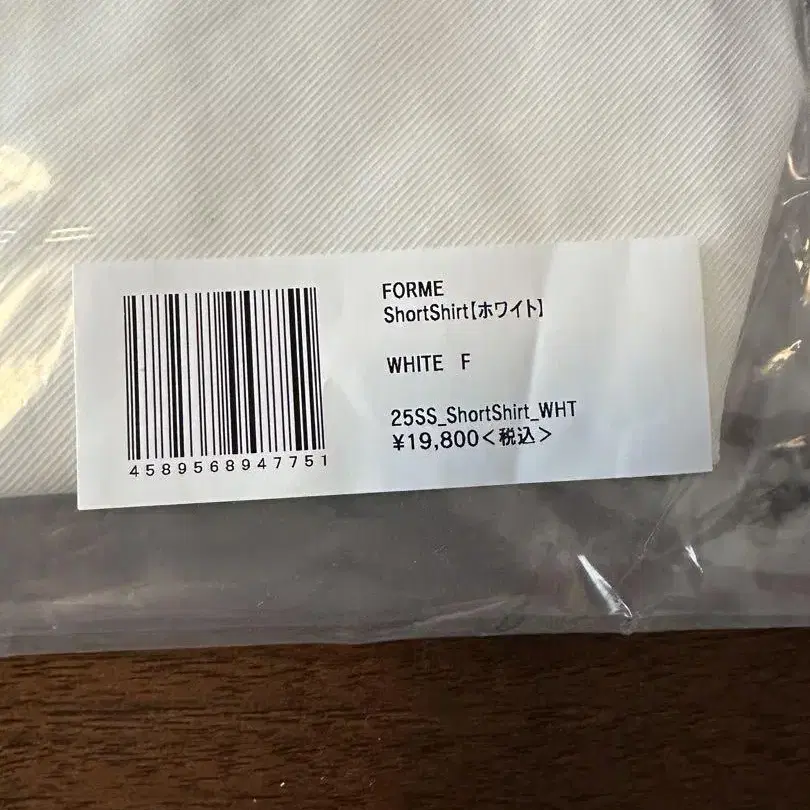 FORME
ShortShirt【ホワイト】
WHITE F
25SS_ShortShirt_WHT
¥19,800<税込>
4589568947751